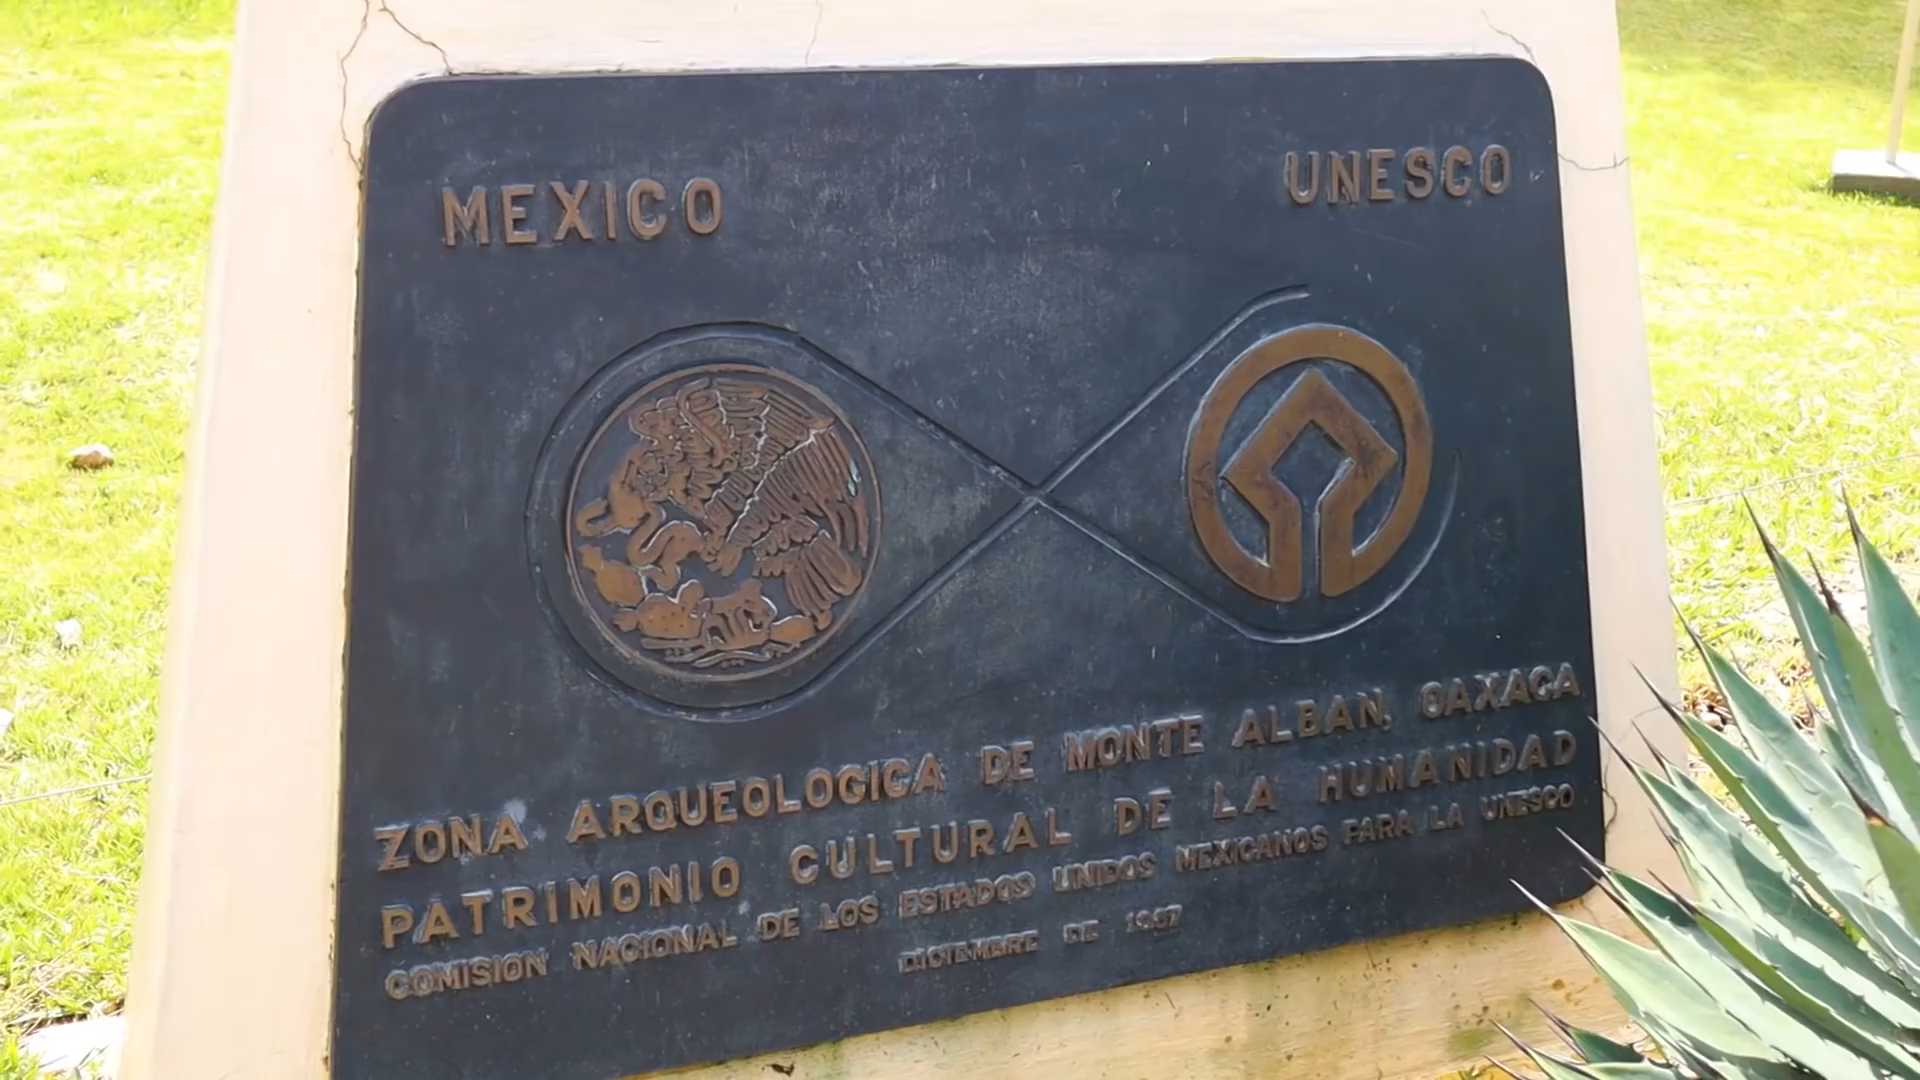 MEXICO
UNESCO
ZONA ARQUEOLOGICA DE MONTE ALBAN, OAXACA
PATRIMONIO CULTURAL DE LA HUMANIDAD
COMISION NACIONAL DE LOS ESTADOS UNIDOS MEXICANOS PARA LA UNESCO
DICIEMBRE DE 1987